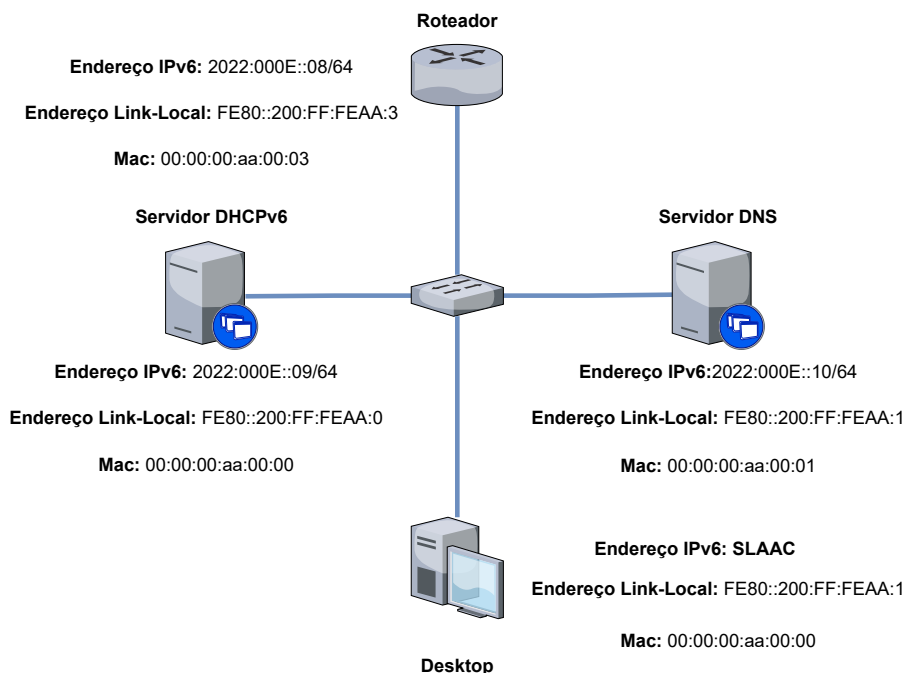 Roteador
Endereço IPv6: 2022:000E::08/64
Endereço Link-Local: FE80::200:FF:FEAA:3
Mac: 00:00:00:aa:00:03
Servidor DHCPv6
Endereço IPv6: 2022:000E::09/64
Endereço Link-Local: FE80::200:FF:FEAA:0
Mac: 00:00:00:aa:00:00
Servidor DNS
Endereço IPv6:2022:000E::10/64
Endereço Link-Local: FE80::200:FF:FEAA:1
Mac: 00:00:00:aa:00:01
Endereço IPv6: SLAAC
Endereço Link-Local: FE80::200:FF:FEAA:1
Mac: 00:00:00:aa:00:00
Desktop